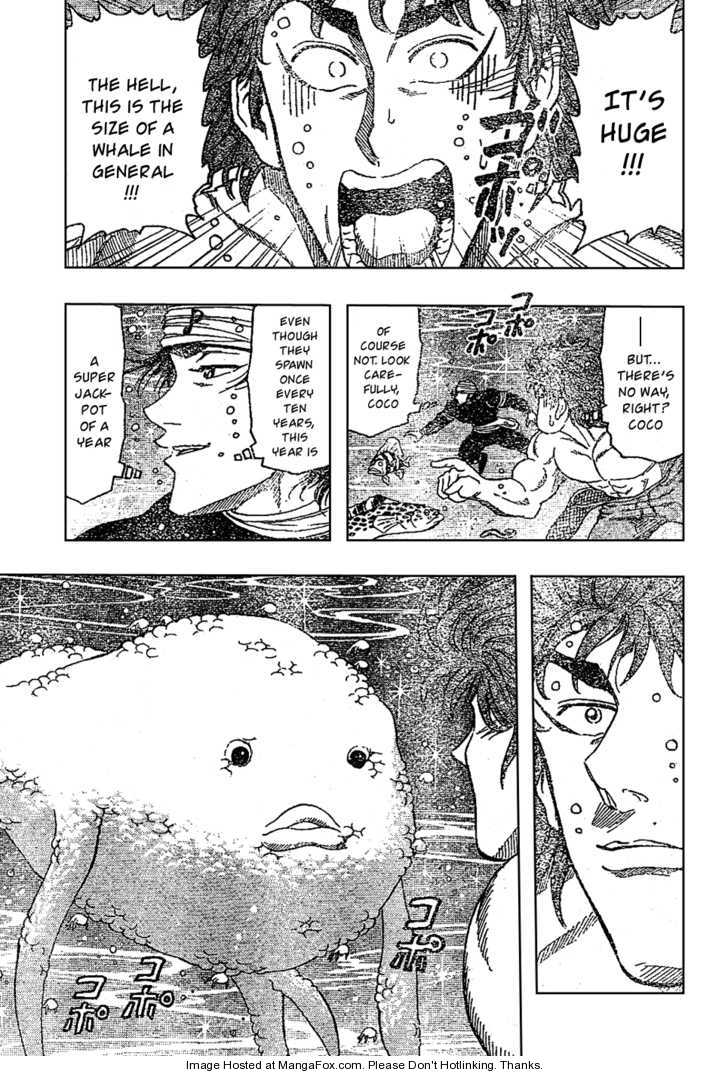 IT'S
HUGE
!!!
THE HELL,
THIS IS THE
SIZE OF A
WHALE IN
GENERAL
!!!
ゴポポッ
BUT...
THERE'S
NO WAY,
RIGHT?
COCO
コポ
コポ
OF
COURSE
NOT. LOOK
CARE-
FULLY,
COCO
EVEN
THOUGH
THEY
SPAWN
ONCE
EVERY
TEN
YEARS,
THIS
YEAR IS
A
SUPER
JACK-
POT
OF A
YEAR
P
コポ
コポ
コポ
Image Hosted at MangaFox.com - Please Don't Hotlinking. Thanks.